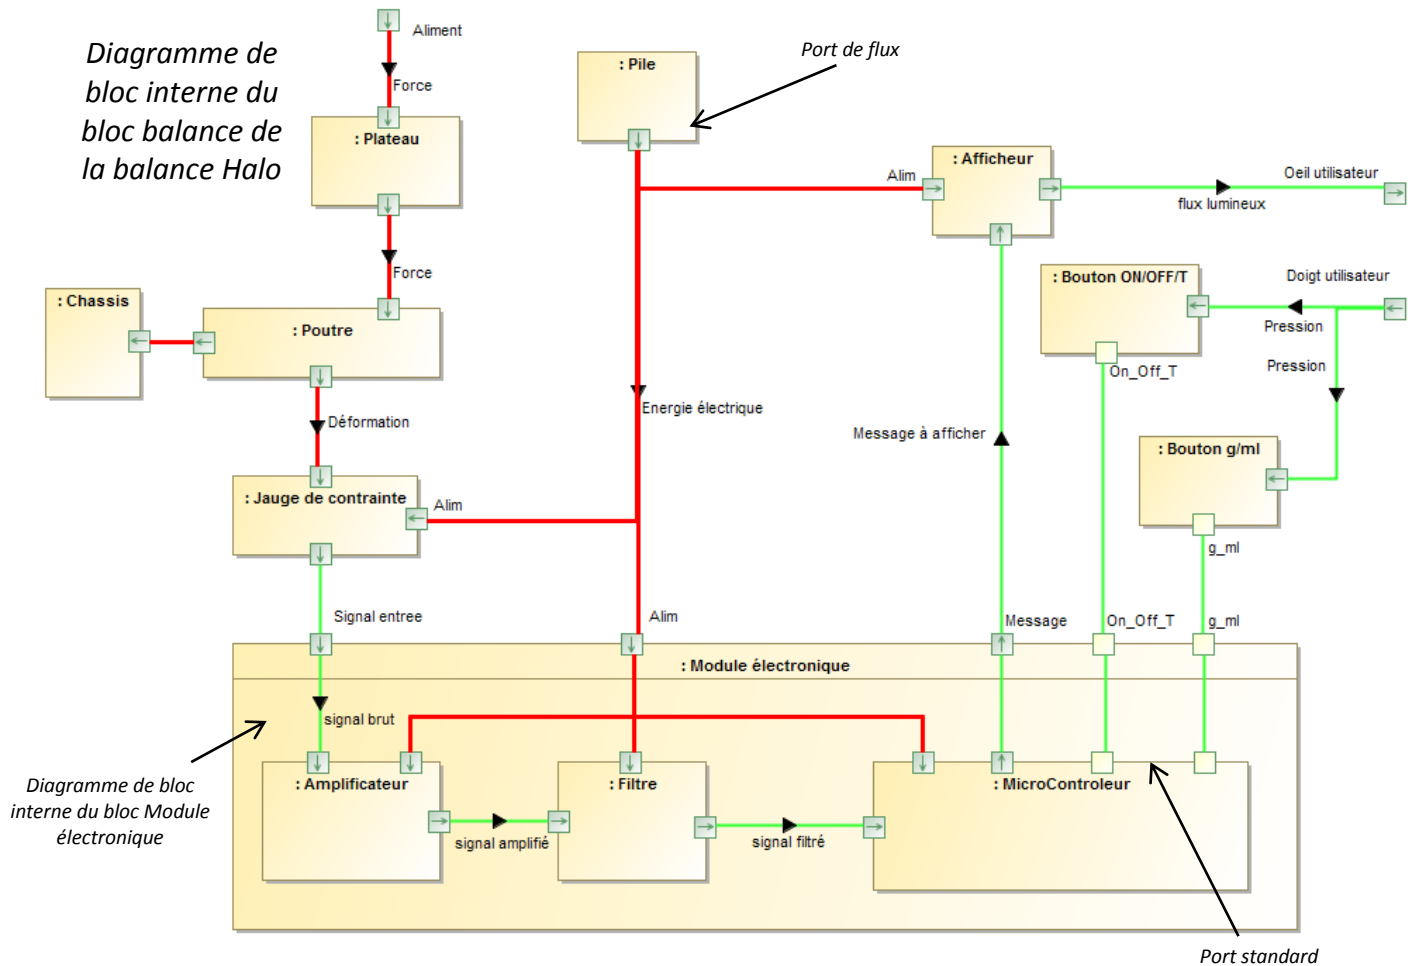 Diagramme de
bloc interne du
bloc balance de
la balance Halo
Aliment
Force
: Plateau
Force
: Chassis
: Poutre
Déformation
: Jauge de contrainte
Alim
Signal entree
: Pile
Port de flux
Alim
: Afficheur
Oeil utilisateur
flux lumineux
: Bouton ON/OFF/T
Doigt utilisateur
Pression
Pression
On_Off_T
Energie électrique
Message à afficher
: Bouton g/ml
g_ml
Alim
Message
On_Off_T
g_ml
: Module électronique
signal brut
: Amplificateur
: Filtre
: MicroControleur
signal amplifié
signal filtré
Diagramme de bloc
interne du bloc Module
électronique
Port standard